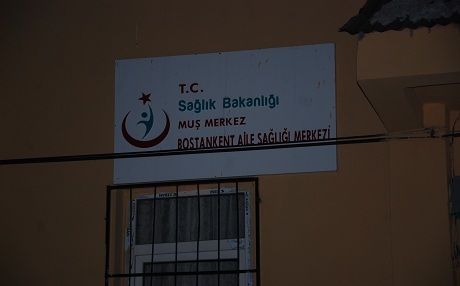 T.C.
Sağlık Bakanlığı
MUŞ MERKEZ
BOSTANKENT AİLE SAĞLIĞI MERKEZİ